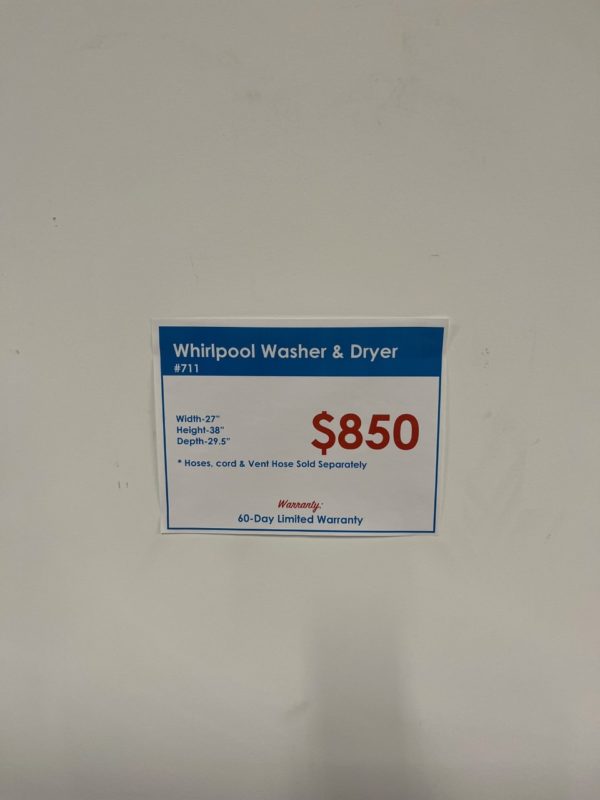 Whirlpool Washer & Dryer
#711
Width-27"
Height-38"
Depth-29.5"
$850
* Hoses, cord & Vent Hose Sold Separately
Warranty:
60-Day Limited Warranty